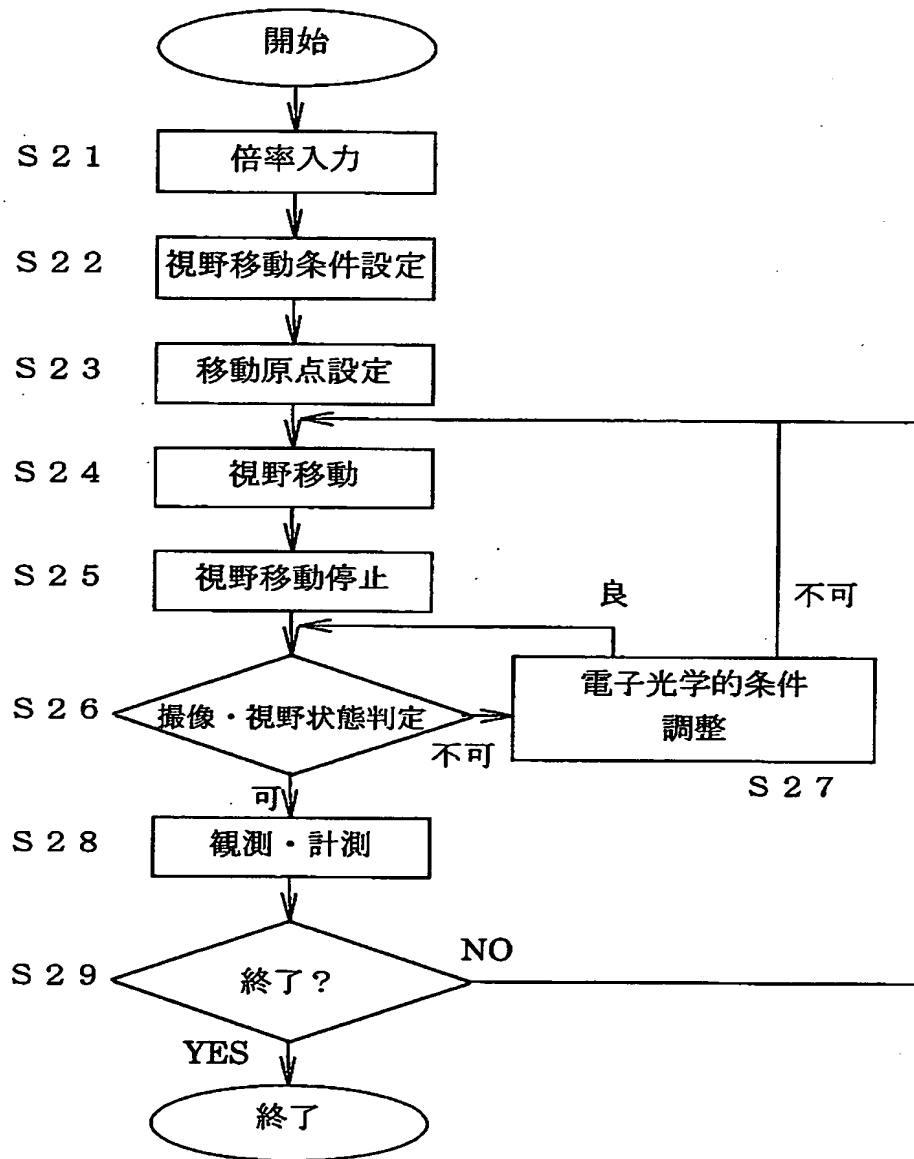 開始
S21
倍率入力
S22
視野移動条件設定
S23
移動原点設定
S24
視野移動
S25
視野移動停止
良
不可
S26
撮像・視野状態判定
不可
電子光学的条件
調整
S27
可
S28
観測・計測
S29
終了?
NO
YES
終了